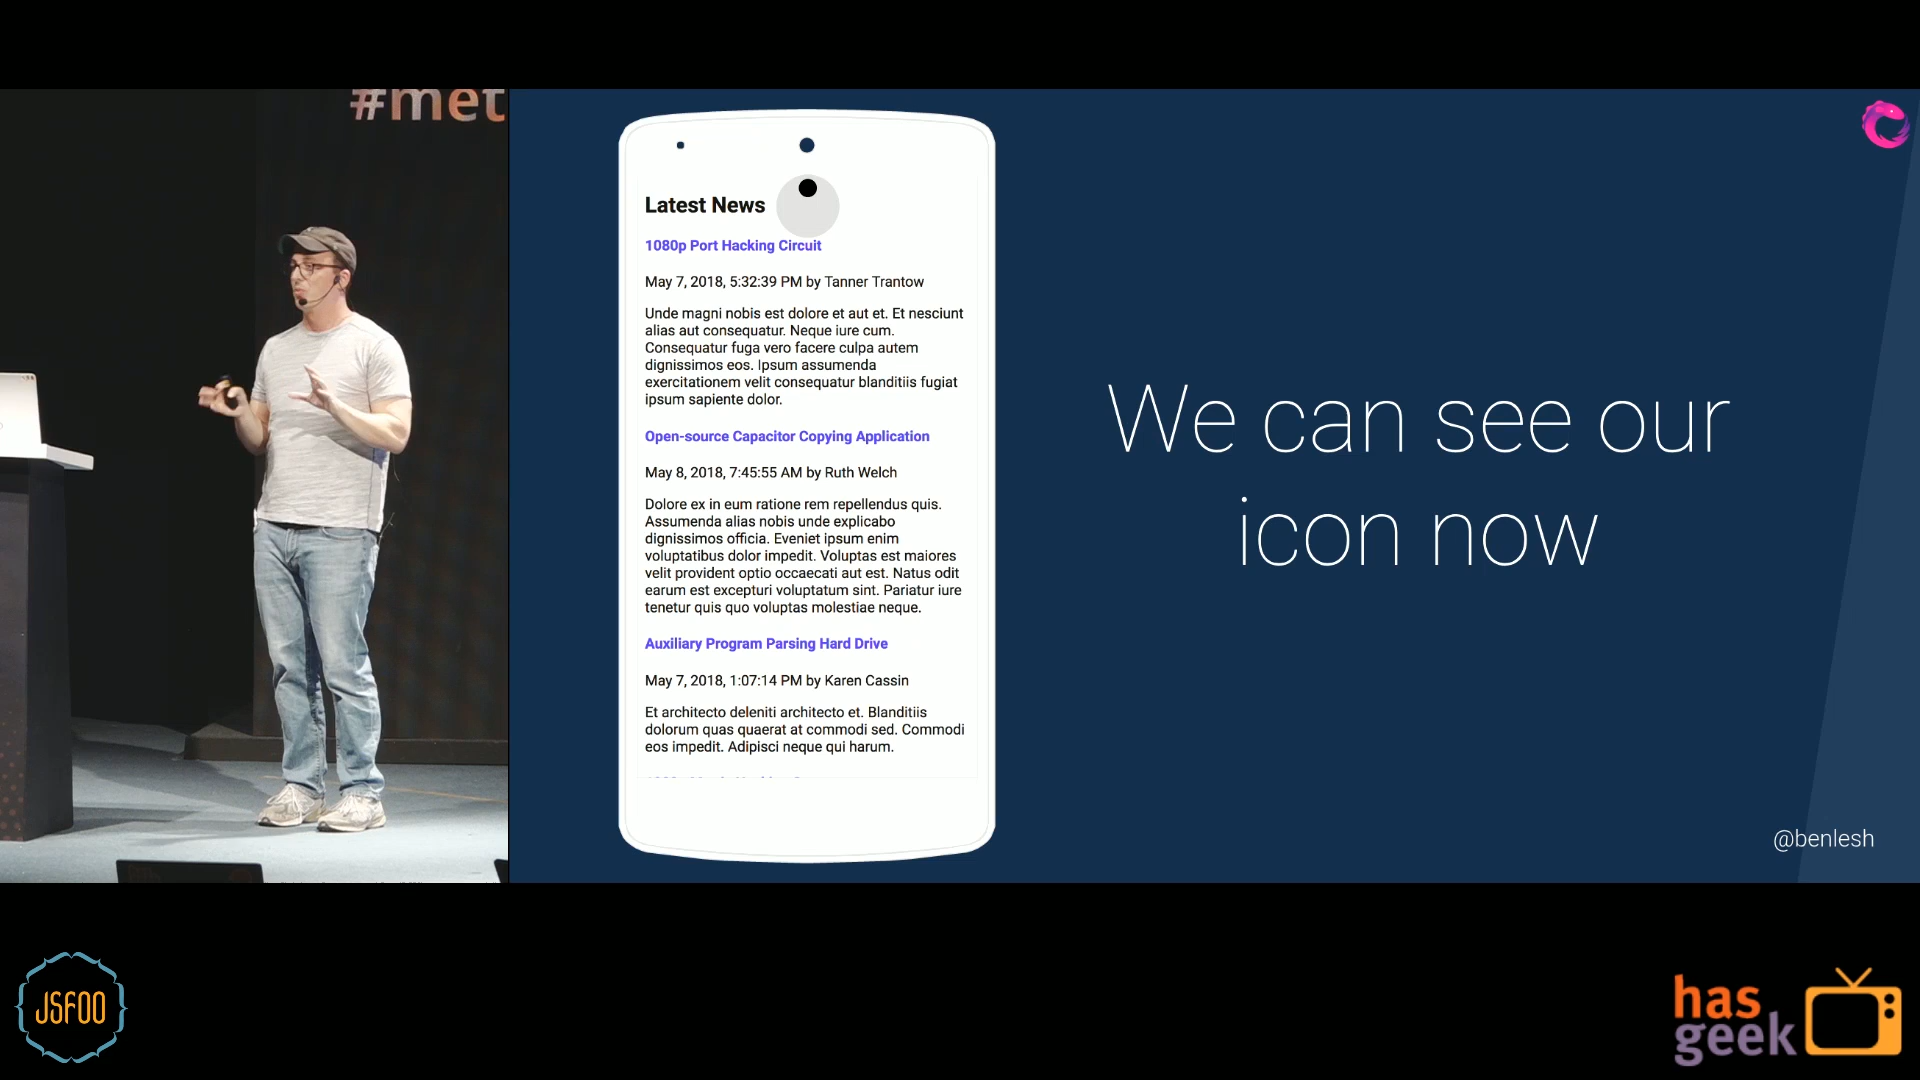 #met
Latest News
1080p Port Hacking Circuit
May 7, 2018, 5:32:39 PM by Tanner Trantow
Unde magni nobis est dolore et aut et. Et nesciunt
alias aut consequatur. Neque iure cum.
Consequatur fuga vero facere culpa autem
dignissimos eos. Ipsum assumenda
exercitationem velit consequatur blanditiis fugiat
ipsum sapiente dolor.
Open-source Capacitor Copying Application
May 8, 2018, 7:45:55 AM by Ruth Welch
Dolore ex in eum ratione rem repellendus quis.
Assumenda alias nobis unde explicabo
dignissimos officia. Eveniet ipsum enim
voluptatibus dolor impedit. Voluptas est maiores
velit provident optio occaecati aut est. Natus odit
earum est excepturi voluptatum sint. Pariatur iure
tenetur quis quo voluptas molestiae neque.
Auxiliary Program Parsing Hard Drive
May 7, 2018, 1:07:14 PM by Karen Cassin
Et architecto deleniti architecto et. Blanditiis
dolorum quas quaerat at commodi sed. Commodi
eos impedit. Adipisci neque qui harum.
We can see our
icon now
@benlesh
JSFOO
has
geek